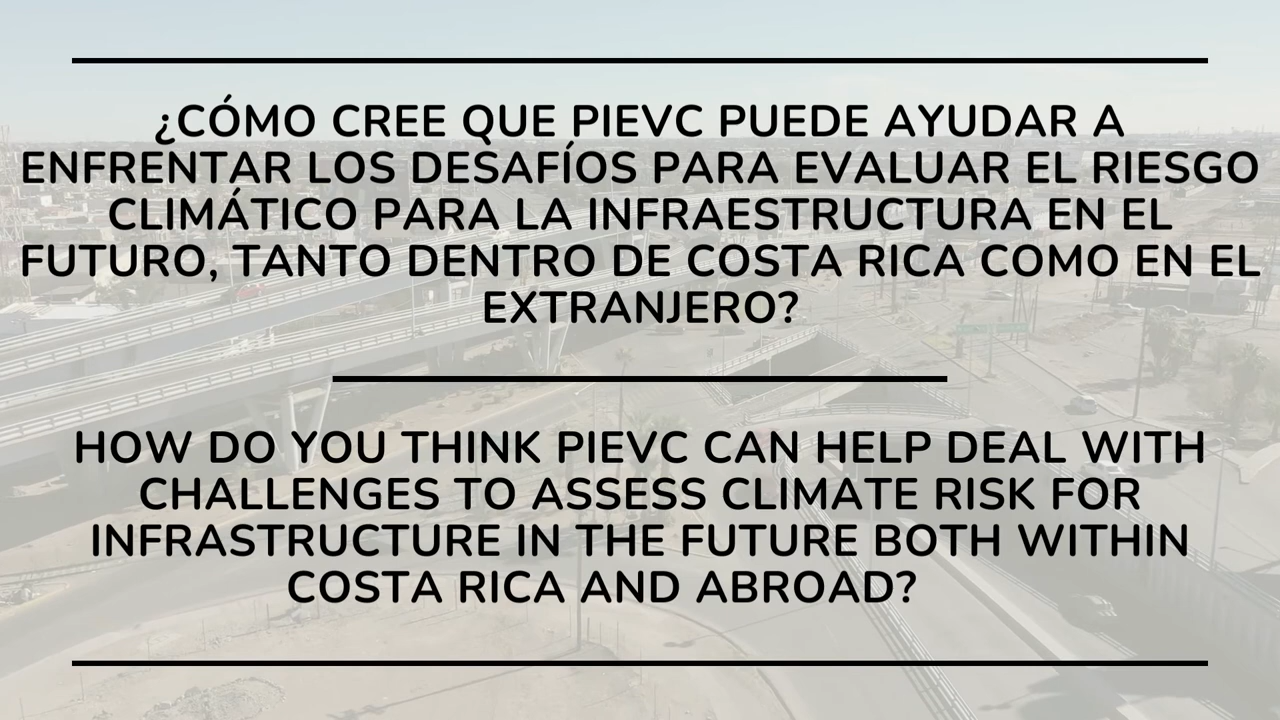 ¿CÓMO CREE QUE PIEVC PUEDE AYUDAR A
ENFRENTAR LOS DESAFÍOS PARA EVALUAR EL RIESGO
CLIMÁTICO PARA LA INFRAESTRUCTURA EN EL
FUTURO, TANTO DENTRO DE COSTA RICA COMO EN EL
EXTRANJERO?
HOW DO YOU THINK PIEVC CAN HELP DEAL WITH
CHALLENGES TO ASSESS CLIMATE RISK FOR
INFRASTRUCTURE IN THE FUTURE BOTH WITHIN
COSTA RICA AND ABROAD?